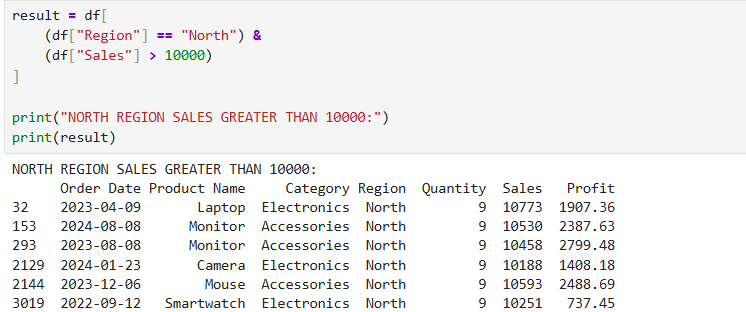 result = df[
    (df["Region"] == "North") &
    (df["Sales"] > 10000)
]
print("NORTH REGION SALES GREATER THAN 10000:")
print(result)
NORTH REGION SALES GREATER THAN 10000:
      Order Date Product Name     Category Region  Quantity  Sales   Profit
32    2023-04-09       Laptop  Electronics  North         9  10773  1907.36
153   2024-08-08      Monitor  Accessories  North         9  10530  2387.63
293   2023-08-08      Monitor  Accessories  North         9  10458  2799.48
2129  2024-01-23       Camera  Electronics  North         9  10188  1408.18
2144  2023-12-06        Mouse  Accessories  North         9  10593  2488.69
3019  2022-09-12   Smartwatch  Electronics  North         9  10251   737.45